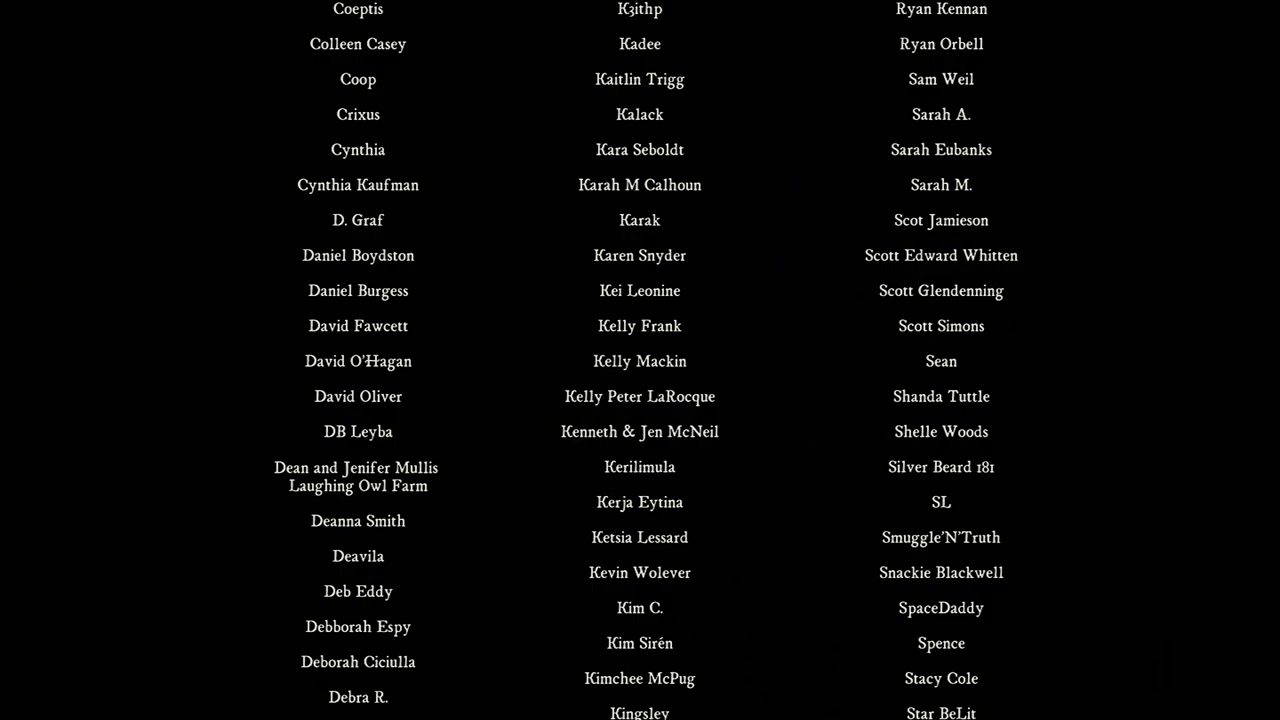 Coeptis
Colleen Casey
Coop
Crixus
Cynthia
Cynthia Kaufman
D. Graf
Daniel Boydston
Daniel Burgess
David Fawcett
David O'Hagan
David Oliver
DB Leyba
Dean and Jenifer Mullis
Laughing Owl Farm
Deanna Smith
Deavila
Deb Eddy
Debborah Espy
Deborah Ciciulla
Debra R.
K3ithp
Kadee
Kaitlin Trigg
Kalack
Kara Seboldt
Karah M Calhoun
Karak
Karen Snyder
Kei Leonine
Kelly Frank
Kelly Mackin
Kelly Peter LaRocque
Kenneth & Jen McNeil
Kerilimula
Kerja Eytina
Ketsia Lessard
Kevin Wolever
Kim C.
Kim Sirén
Kimchee McPug
Kingsley
Ryan Kennan
Ryan Orbell
Sam Weil
Sarah A.
Sarah Eubanks
Sarah M.
Scot Jamieson
Scott Edward Whitten
Scott Glendenning
Scott Simons
Sean
Shanda Tuttle
Shelle Woods
Silver Beard 181
SL
Smuggle'N'Truth
Snackie Blackwell
SpaceDaddy
Spence
Stacy Cole
Star BeLit